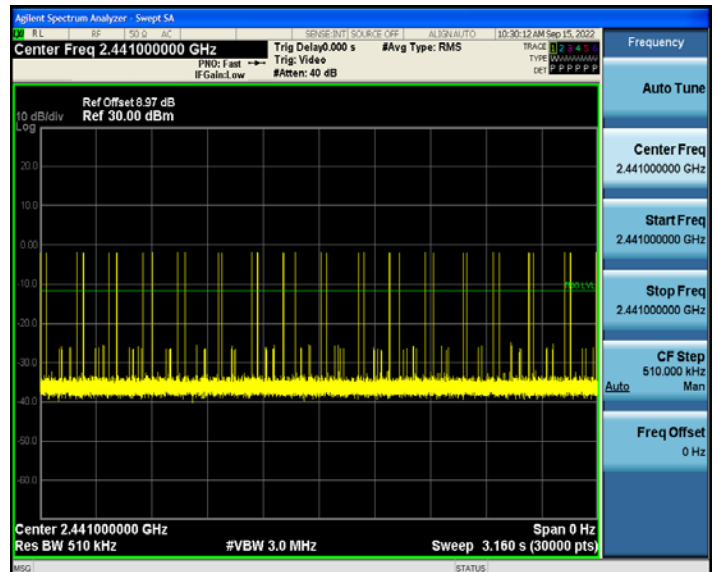 Agilent Spectrum Analyzer - Swept SA
RL RF 50 Ω AC SENSE:INT SOURCE OFF ALIGN AUTO 10:30:12 AM Sep 15, 2022
Center Freq 2.441000000 GHz
PNO: Fast
IFGain:Low
Trig Delay0.000 s
Trig: Video
#Atten: 40 dB
#Avg Type: RMS
TRACE 1 2 3 4 5 6
TYPE
DET P P P P P P
Ref Offset 8.97 dB
10 dB/div Ref 30.00 dBm
Log
20.0
0.00
-10.0
-20.0
-30.0
-40.0
-50.0
-60.0
Center 2.441000000 GHz Span 0 Hz
Res BW 510 kHz #VBW 3.0 MHz Sweep 3.160 s (30000 pts)
MSG STATUS
Frequency
Auto Tune
Center Freq
2.441000000 GHz
Start Freq
2.441000000 GHz
Stop Freq
2.441000000 GHz
CF Step
510.000 kHz
Auto Man
Freq Offset
0 Hz